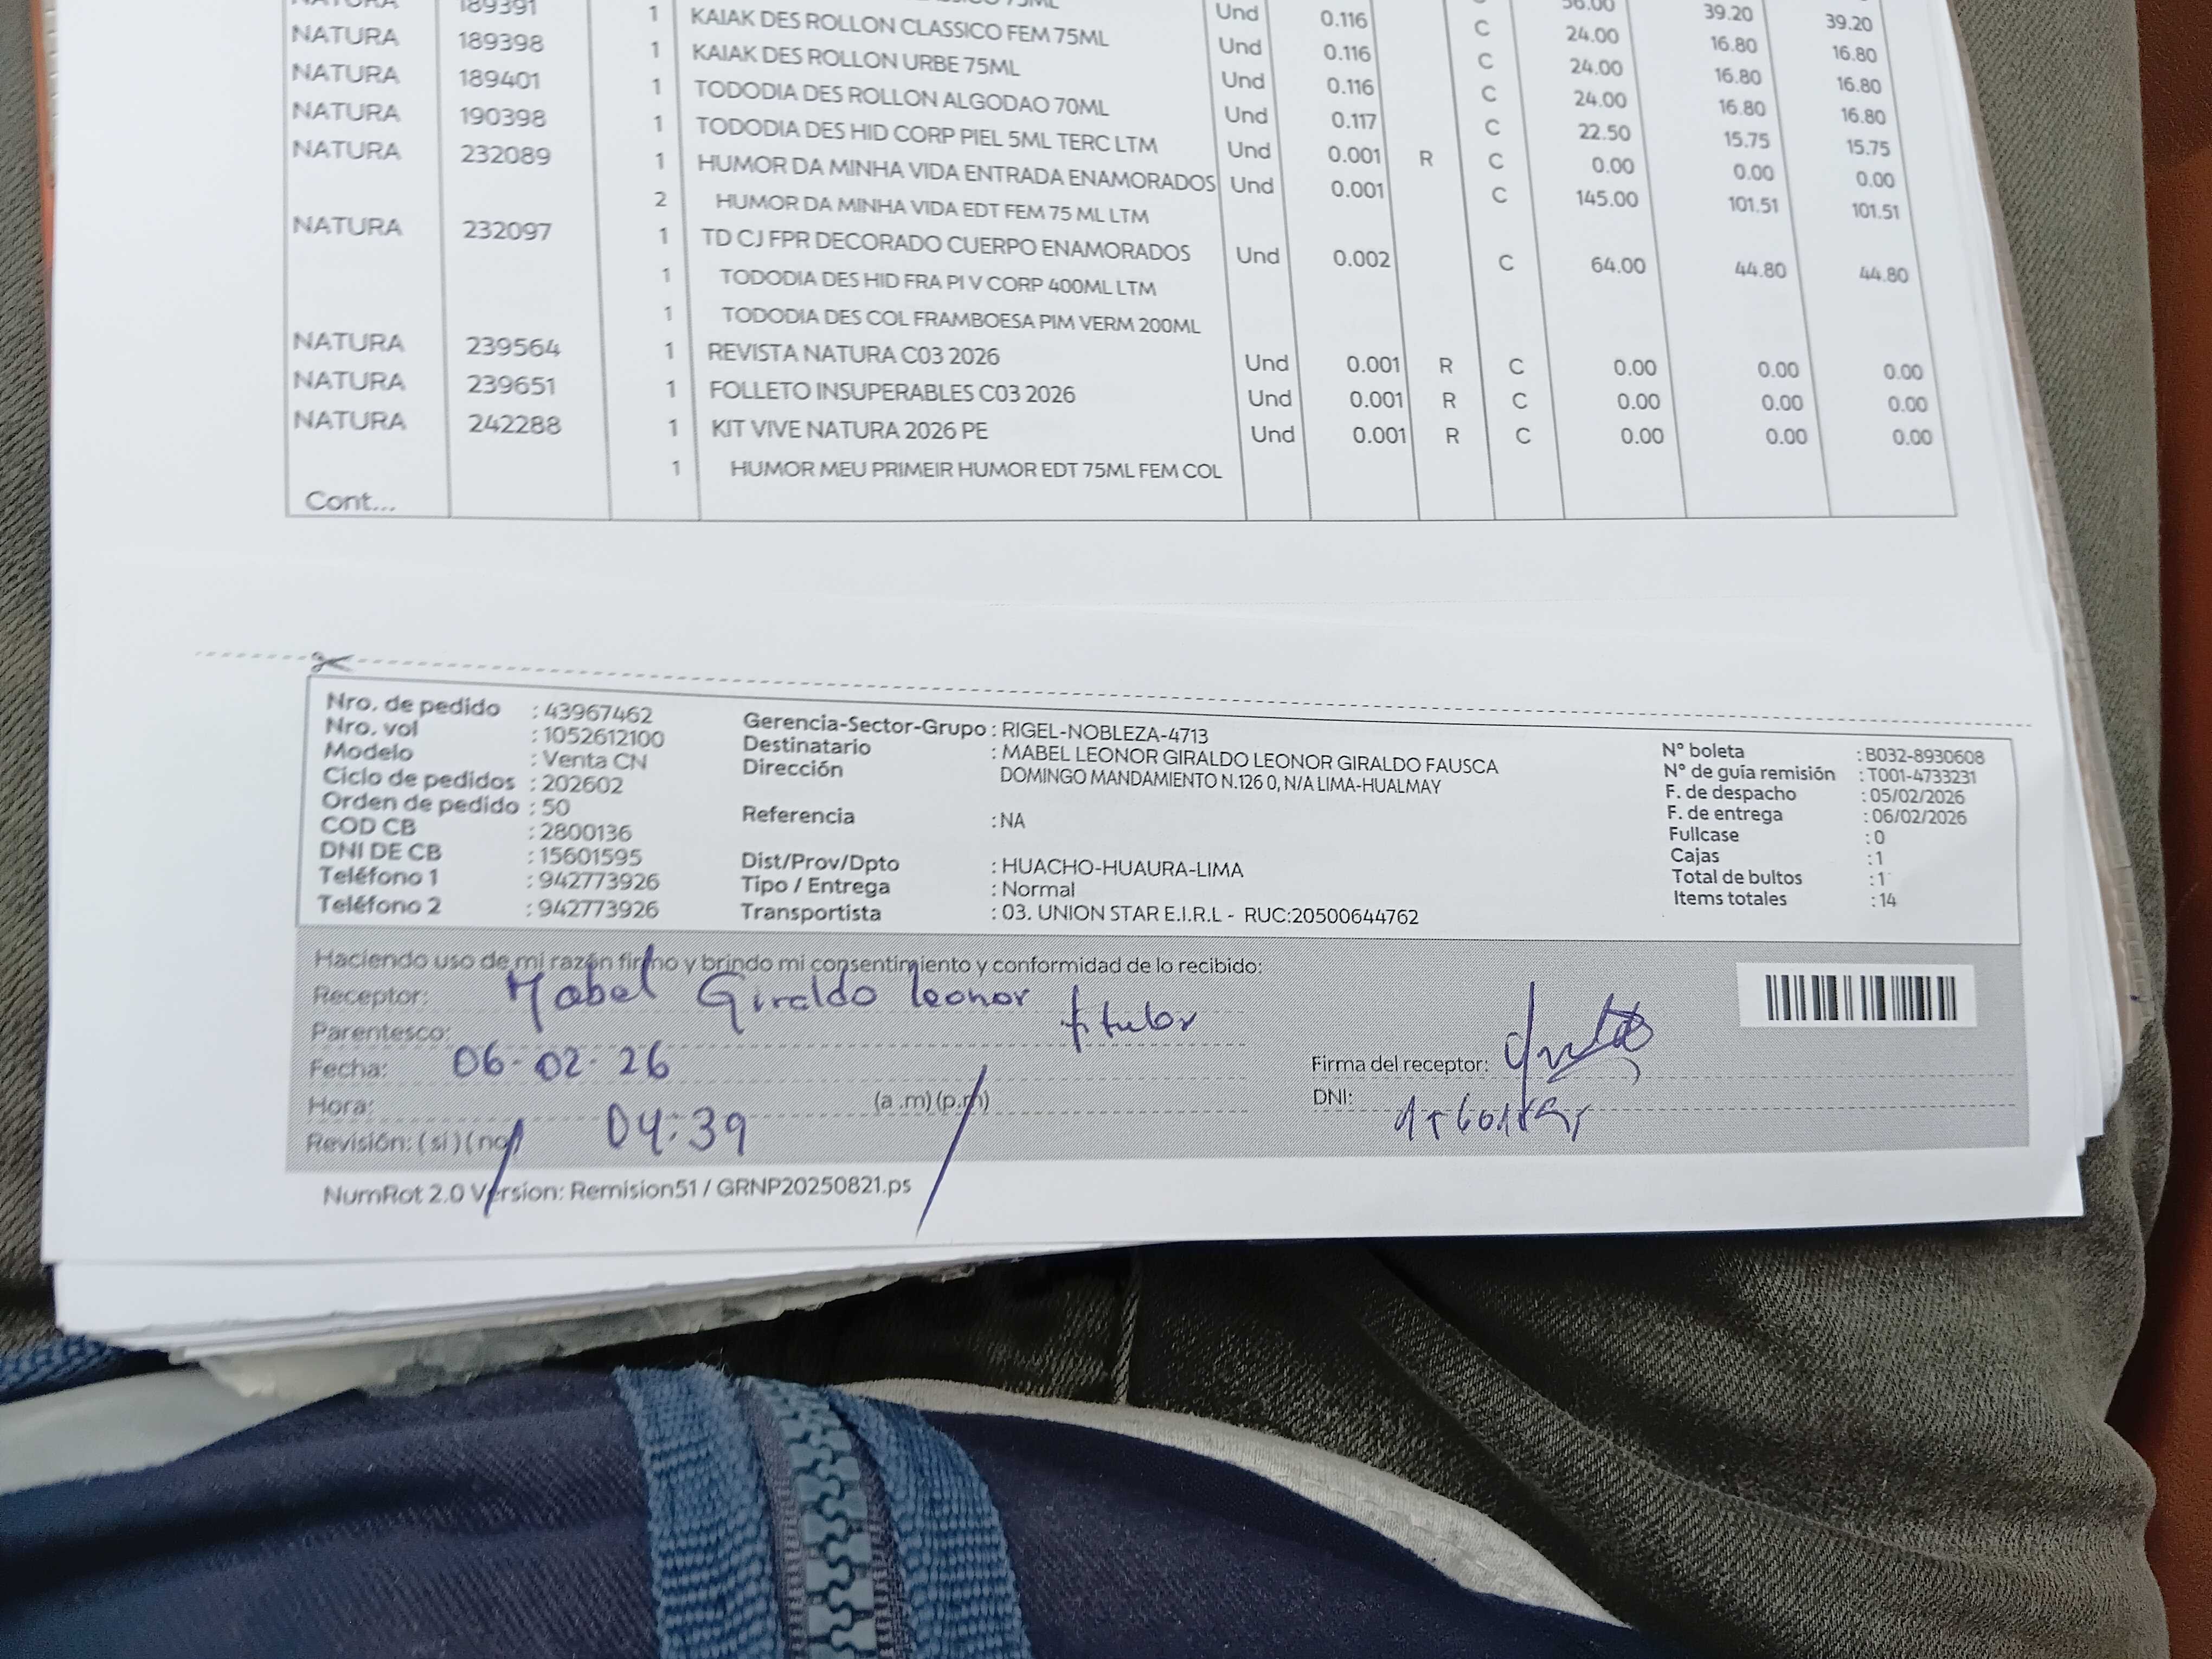 NATURA 189391 1 KAIAK DES ROLLON CLASSICO FEM 75ML Und 0.116 C 24.00 16.80 16.80
NATURA 189398 1 KAIAK DES ROLLON URBE 75ML Und 0.116 C 24.00 16.80 16.80
NATURA 189401 1 TODODIA DES ROLLON ALGODAO 70ML Und 0.116 C 24.00 16.80 16.80
NATURA 190398 1 TODODIA DES HID CORP PIEL 5ML TERC LTM Und 0.117 C 22.50 15.75 15.75
NATURA 232089 1 HUMOR DA MINHA VIDA ENTRADA ENAMORADOS Und 0.001 R C 0.00 0.00 0.00
2 HUMOR DA MINHA VIDA EDT FEM 75 ML LTM Und 0.001 C 145.00 101.51 101.51
NATURA 232097 1 TD CJ FPR DECORADO CUERPO ENAMORADOS Und 0.002 C 64.00 44.80 44.80
1 TODODIA DES HID FRA PI V CORP 400ML LTM
1 TODODIA DES COL FRAMBOESA PIM VERM 200ML
NATURA 239564 1 REVISTA NATURA C03 2026 Und 0.001 R C 0.00 0.00 0.00
NATURA 239651 1 FOLLETO INSUPERABLES C03 2026 Und 0.001 R C 0.00 0.00 0.00
NATURA 242288 1 KIT VIVE NATURA 2026 PE Und 0.001 R C 0.00 0.00 0.00
1 HUMOR MEU PRIMEIR HUMOR EDT 75ML FEM COL
Cont...
Nro. de pedido : 43967462
Nro. vol : 1052612100
Modelo : Venta CN
Ciclo de pedidos : 202602
Orden de pedido : 50
COD CB : 2800136
DNI DE CB : 15601595
Teléfono 1 : 942773926
Teléfono 2 : 942773926
Gerencia-Sector-Grupo : RIGEL-NOBLEZA-4713
Destinatario : MABEL LEONOR GIRALDO LEONOR GIRALDO FAUSCA
Dirección DOMINGO MANDAMIENTO N.126 0, N/A LIMA-HUALMAY
Referencia : NA
Dist/Prov/Dpto : HUACHO-HUAURA-LIMA
Tipo / Entrega : Normal
Transportista : 03. UNION STAR E.I.R.L - RUC:20500644762
N° boleta : B032-8930608
N° de guía remisión : T001-4733231
F. de despacho : 05/02/2026
F. de entrega : 06/02/2026
Fullcase : 0
Cajas : 1
Total de bultos : 1
Items totales : 14
Haciendo uso de mi razón firmo y brindo mi consentimiento y conformidad de lo recibido:
Receptor: Mabel Giraldo Leonor
Parentesco: titular
Fecha: 06-02-26
Hora: 04:39 (a .m) (p.m)
Revisión: ( si ) ( no )
Firma del receptor:
DNI:
NumRot 2.0 Version: Remision51 / GRNP20250821.ps